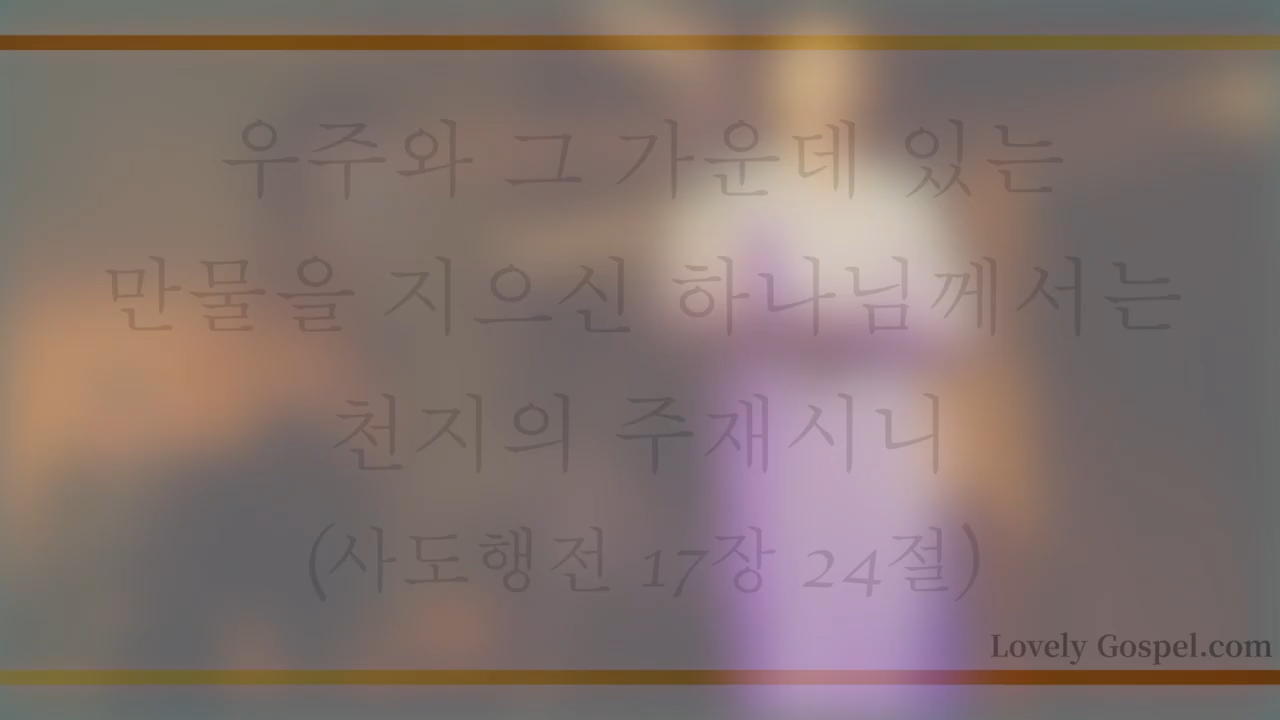 우주와 그 가운데 있는
만물을 지으신 하나님께서는
천지의 주재시니
(사도행전 17장 24절)
Lovely Gospel.com